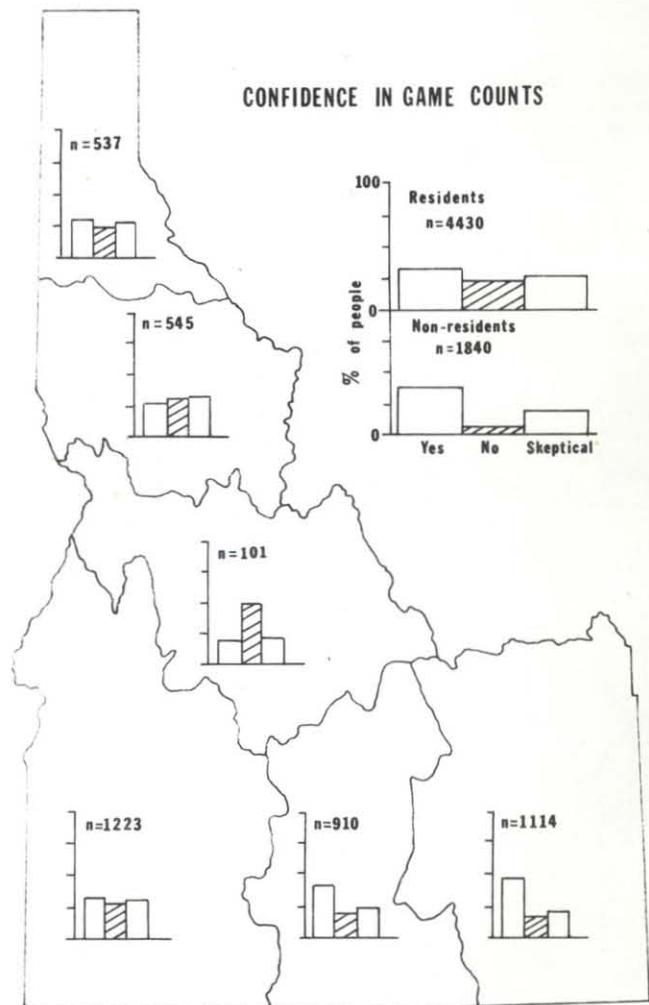 CONFIDENCE IN GAME COUNTS
n=537
100
Residents
n=4430
0
% of people
Non-residents
n=1840
0
Yes No Skeptical
n=545
n=101
n=1223
n=910
n=1114